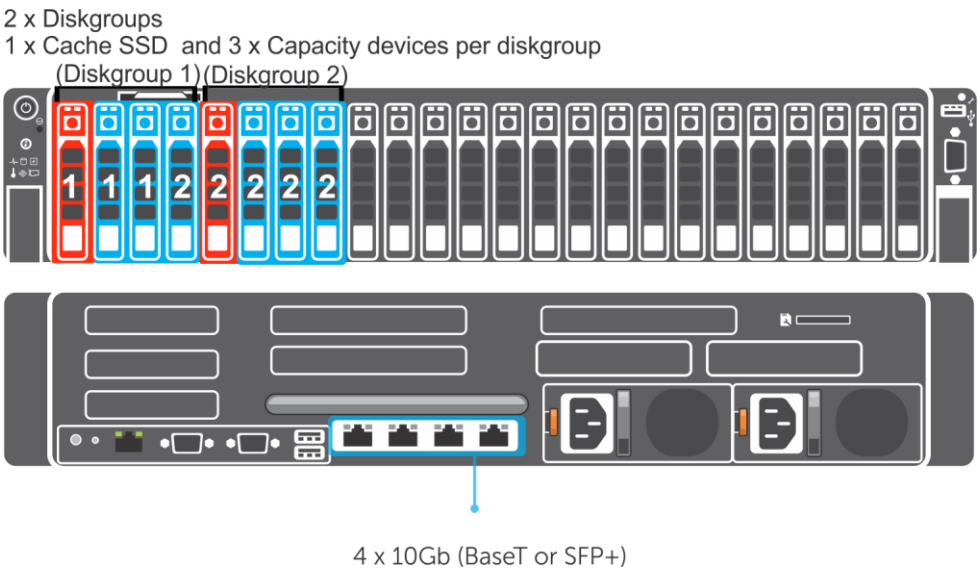 2 x Diskgroups
1 x Cache SSD and 3 x Capacity devices per diskgroup
(Diskgroup 1)(Diskgroup 2)
1 1 1 2 2 2 2 2
4 x 10Gb (BaseT or SFP+)